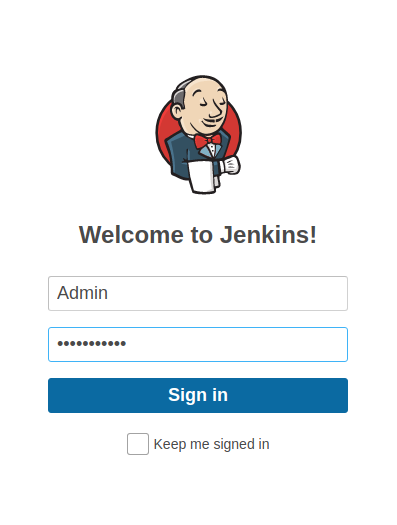 Welcome to Jenkins!
Admin
•••••••••••
Sign in
Keep me signed in